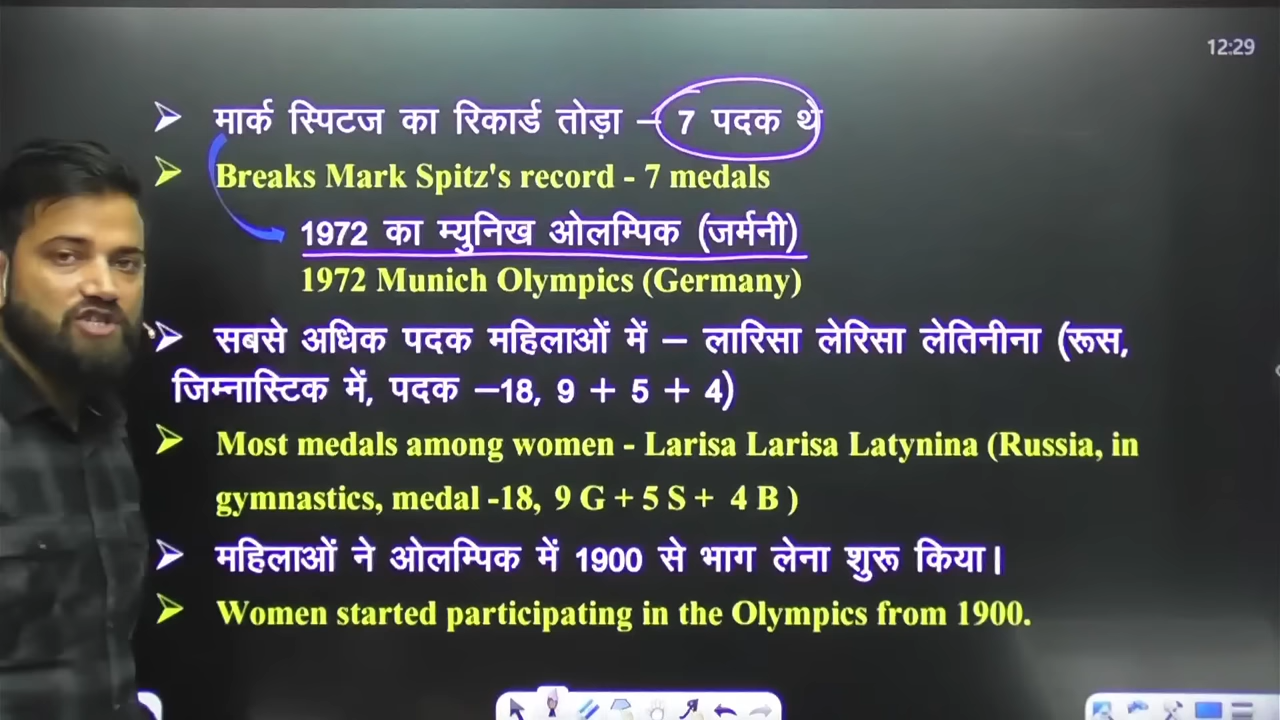 12:29
मार्क स्पिटज का रिकार्ड तोड़ा – 7 पदक थे
Breaks Mark Spitz's record - 7 medals
1972 का म्युनिख ओलम्पिक (जर्मनी)
1972 Munich Olympics (Germany)
सबसे अधिक पदक महिलाओं में – लारिसा लेरिसा लेतिनीना (रूस,
जिम्नास्टिक में, पदक –18, 9 + 5 + 4)
Most medals among women - Larisa Larisa Latynina (Russia, in
gymnastics, medal -18, 9 G + 5 S + 4 B )
महिलाओं ने ओलम्पिक में 1900 से भाग लेना शुरू किया।
Women started participating in the Olympics from 1900.